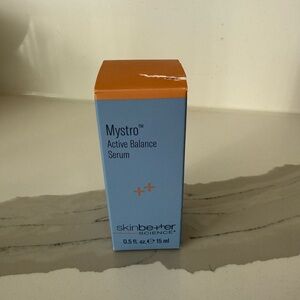 Mystro™
Active Balance
Serum
++
skinbetter
SCIENCE®
0.5 fl. oz. ℮ 15 ml